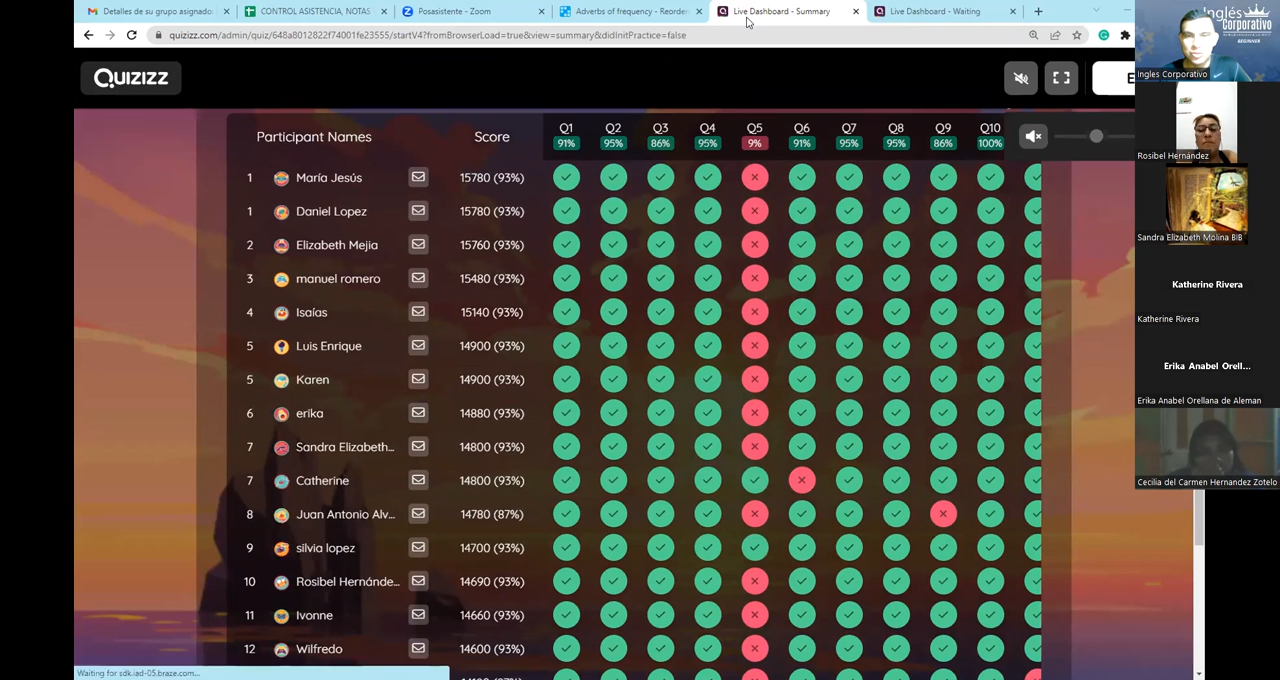 Detalles de su grupo asignado:
CONTROL ASISTENCIA, NOTAS
Posasistente - Zoom
Adverbs of frequency - Reorder
Live Dashboard - Summary
Live Dashboard - Waiting
quizizz.com/admin/quiz/648a8012822f74001fe23555/startV4?fromBrowserLoad=true&view=summary&didInitPractice=false
QUIZIZZ
E
Participant Names Score Q1 Q2 Q3 Q4 Q5 Q6 Q7 Q8 Q9 Q10
91% 95% 86% 95% 9% 91% 95% 95% 86% 100%
1 María Jesús 15780 (93%)
1 Daniel Lopez 15780 (93%)
2 Elizabeth Mejia 15760 (93%)
3 manuel romero 15480 (93%)
4 Isaías 15140 (93%)
5 Luis Enrique 14900 (93%)
5 Karen 14900 (93%)
6 erika 14880 (93%)
7 Sandra Elizabeth... 14800 (93%)
7 Catherine 14800 (93%)
8 Juan Antonio Alv... 14780 (87%)
9 silvia lopez 14700 (93%)
10 Rosibel Hernánde... 14690 (93%)
11 Ivonne 14660 (93%)
12 Wilfredo 14600 (93%)
Waiting for sdk.iad-05.braze.com...
Inglés
Corporativo
BEGINNER
Ingles Corporativo
Rosibel Hernández
Sandra Elizabeth Molina BIB
Katherine Rivera
Katherine Rivera
Erika Anabel Orell...
Erika Anabel Orellana de Aleman
Cecilia del Carmen Hernandez Zotelo